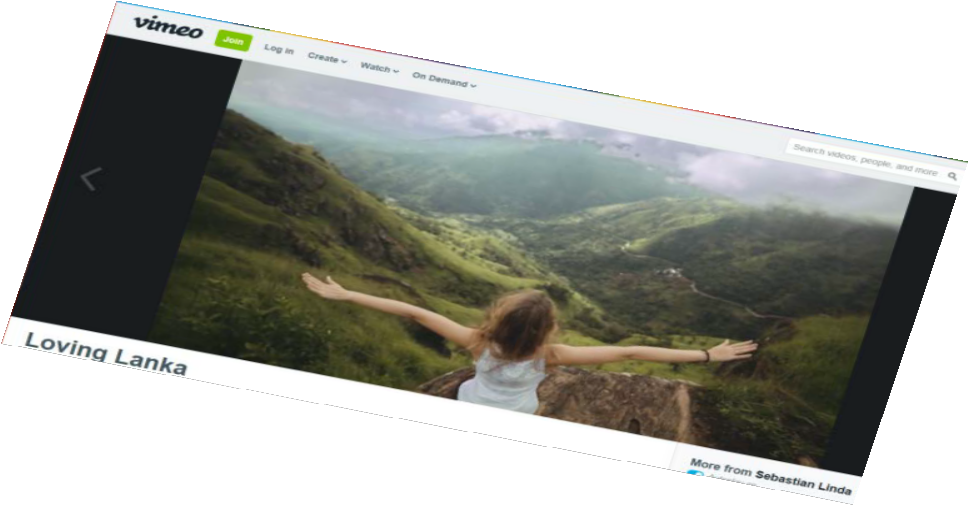 vimeo Join Log in Create Watch On Demand
Search videos, people, and more
Loving Lanka
More from Sebastian Linda